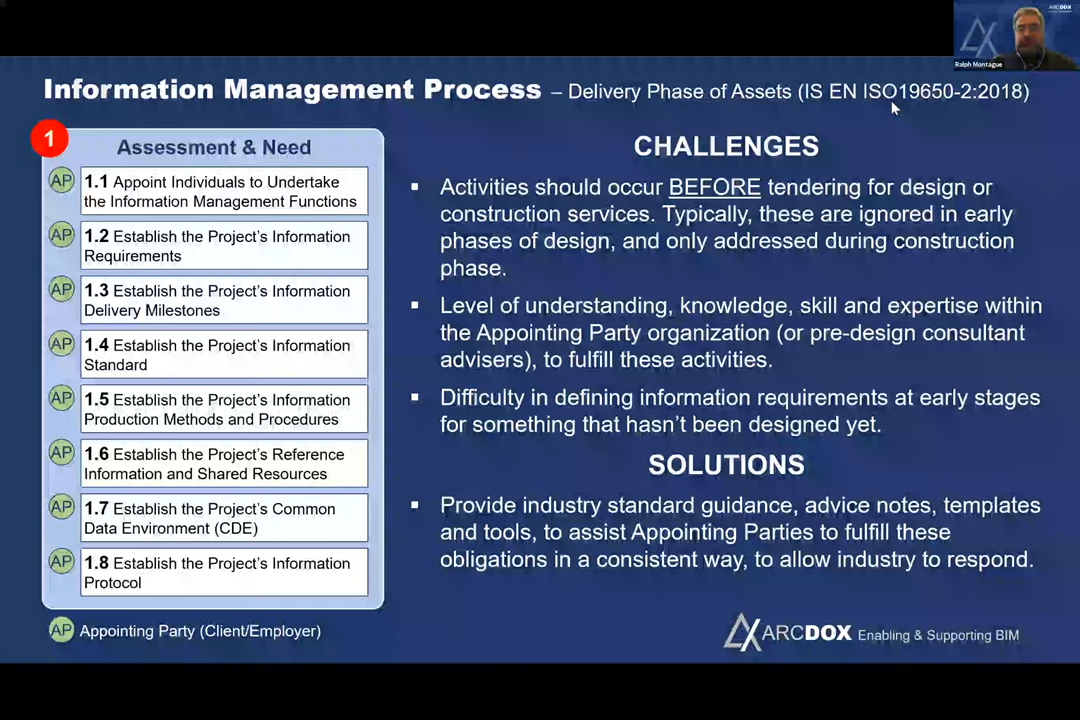 ARCDOX
Ralph Montague
Information Management Process – Delivery Phase of Assets (IS EN ISO19650-2:2018)
1
Assessment & Need
AP 1.1 Appoint Individuals to Undertake
the Information Management Functions
AP 1.2 Establish the Project's Information
Requirements
AP 1.3 Establish the Project's Information
Delivery Milestones
AP 1.4 Establish the Project's Information
Standard
AP 1.5 Establish the Project's Information
Production Methods and Procedures
AP 1.6 Establish the Project's Reference
Information and Shared Resources
AP 1.7 Establish the Project's Common
Data Environment (CDE)
AP 1.8 Establish the Project's Information
Protocol
AP Appointing Party (Client/Employer)
CHALLENGES
▪ Activities should occur BEFORE tendering for design or
construction services. Typically, these are ignored in early
phases of design, and only addressed during construction
phase.
▪ Level of understanding, knowledge, skill and expertise within
the Appointing Party organization (or pre-design consultant
advisers), to fulfill these activities.
▪ Difficulty in defining information requirements at early stages
for something that hasn't been designed yet.
SOLUTIONS
▪ Provide industry standard guidance, advice notes, templates
and tools, to assist Appointing Parties to fulfill these
obligations in a consistent way, to allow industry to respond.
ARCDOX Enabling & Supporting BIM